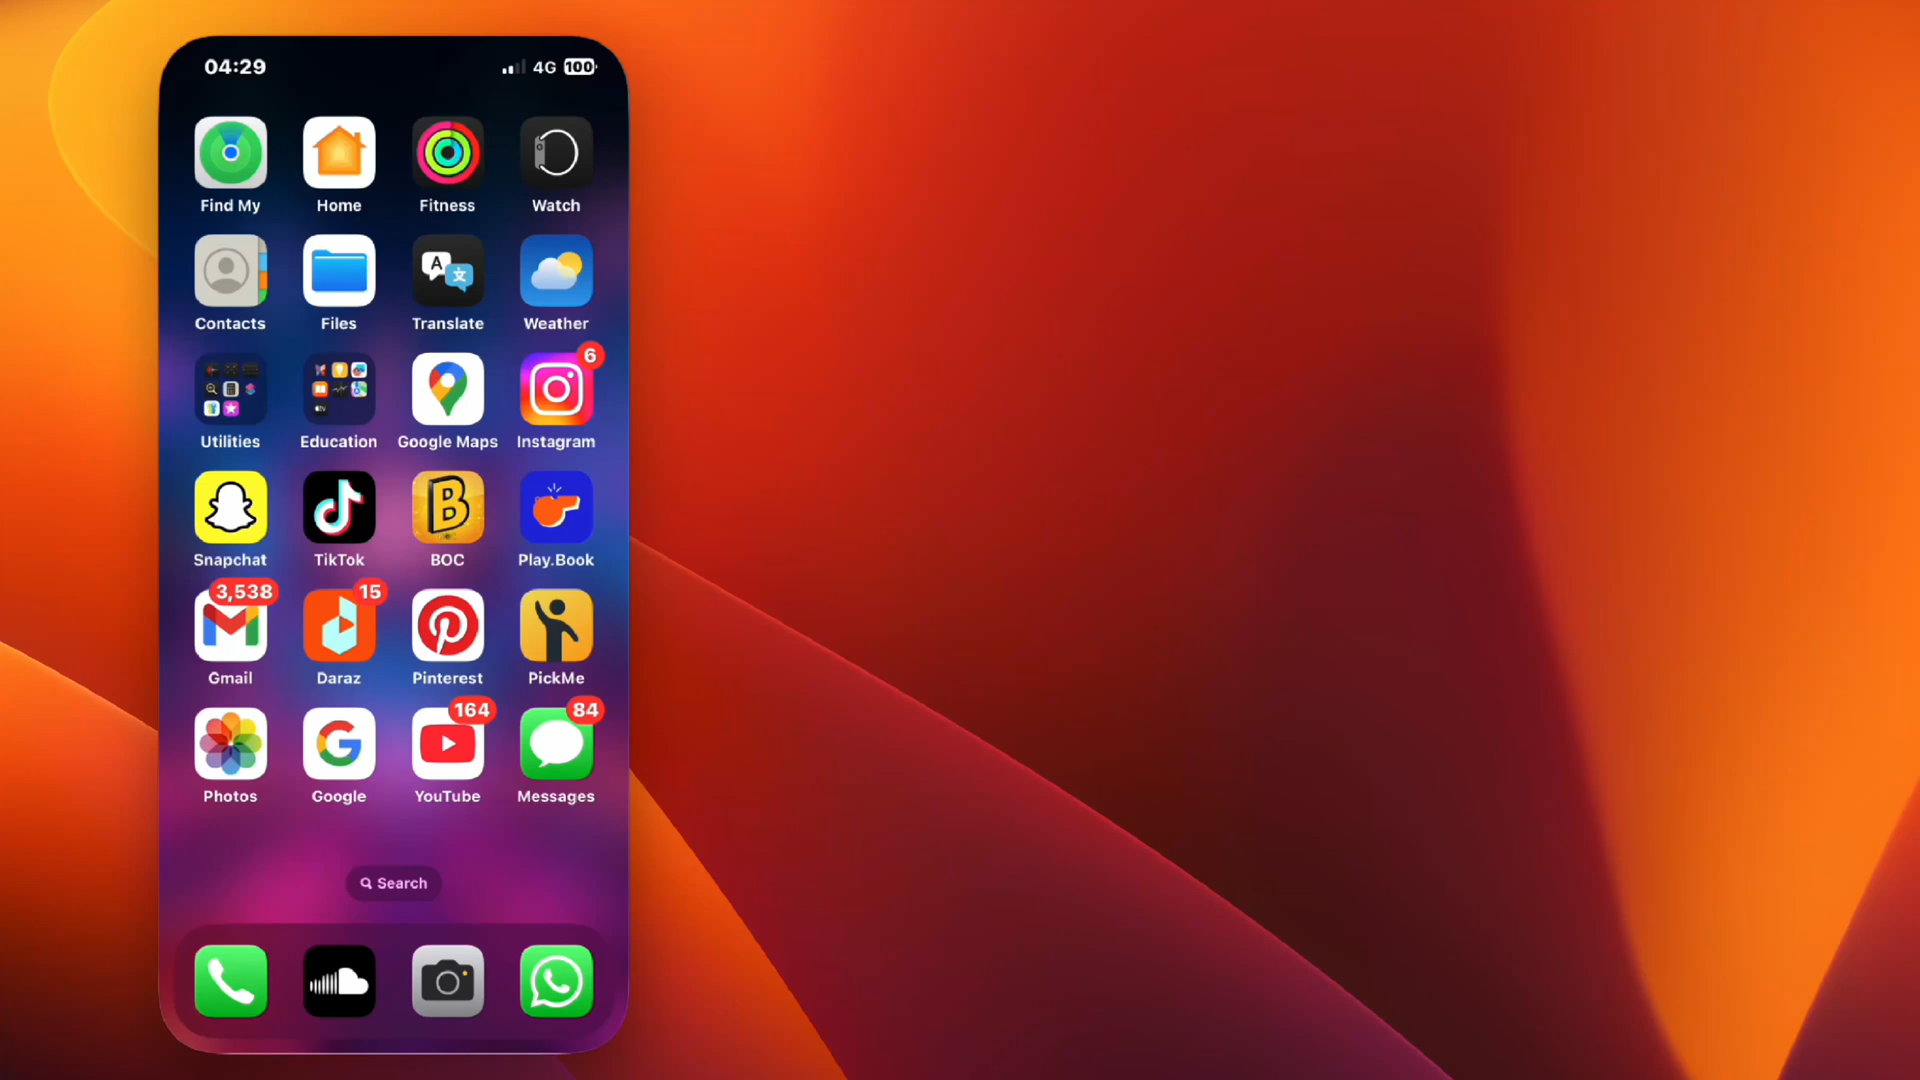 04:29 4G 100
Find My Home Fitness Watch
Contacts Files Translate Weather
6
Utilities Education Google Maps Instagram
Snapchat TikTok BOC Play.Book
3,538 15
Gmail Daraz Pinterest PickMe
164 84
Photos Google YouTube Messages
Search